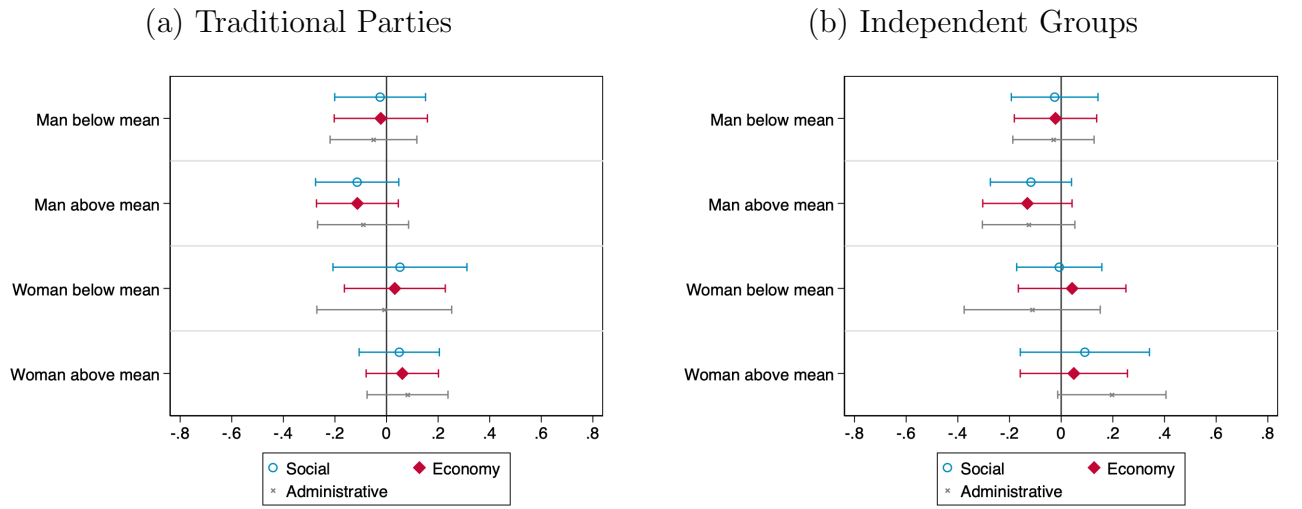 (a) Traditional Parties
Man below mean
Man above mean
Woman below mean
Woman above mean
-.8 -.6 -.4 -.2 0 .2 .4 .6 .8
Social Economy
Administrative
(b) Independent Groups
Man below mean
Man above mean
Woman below mean
Woman above mean
-.8 -.6 -.4 -.2 0 .2 .4 .6 .8
Social Economy
Administrative